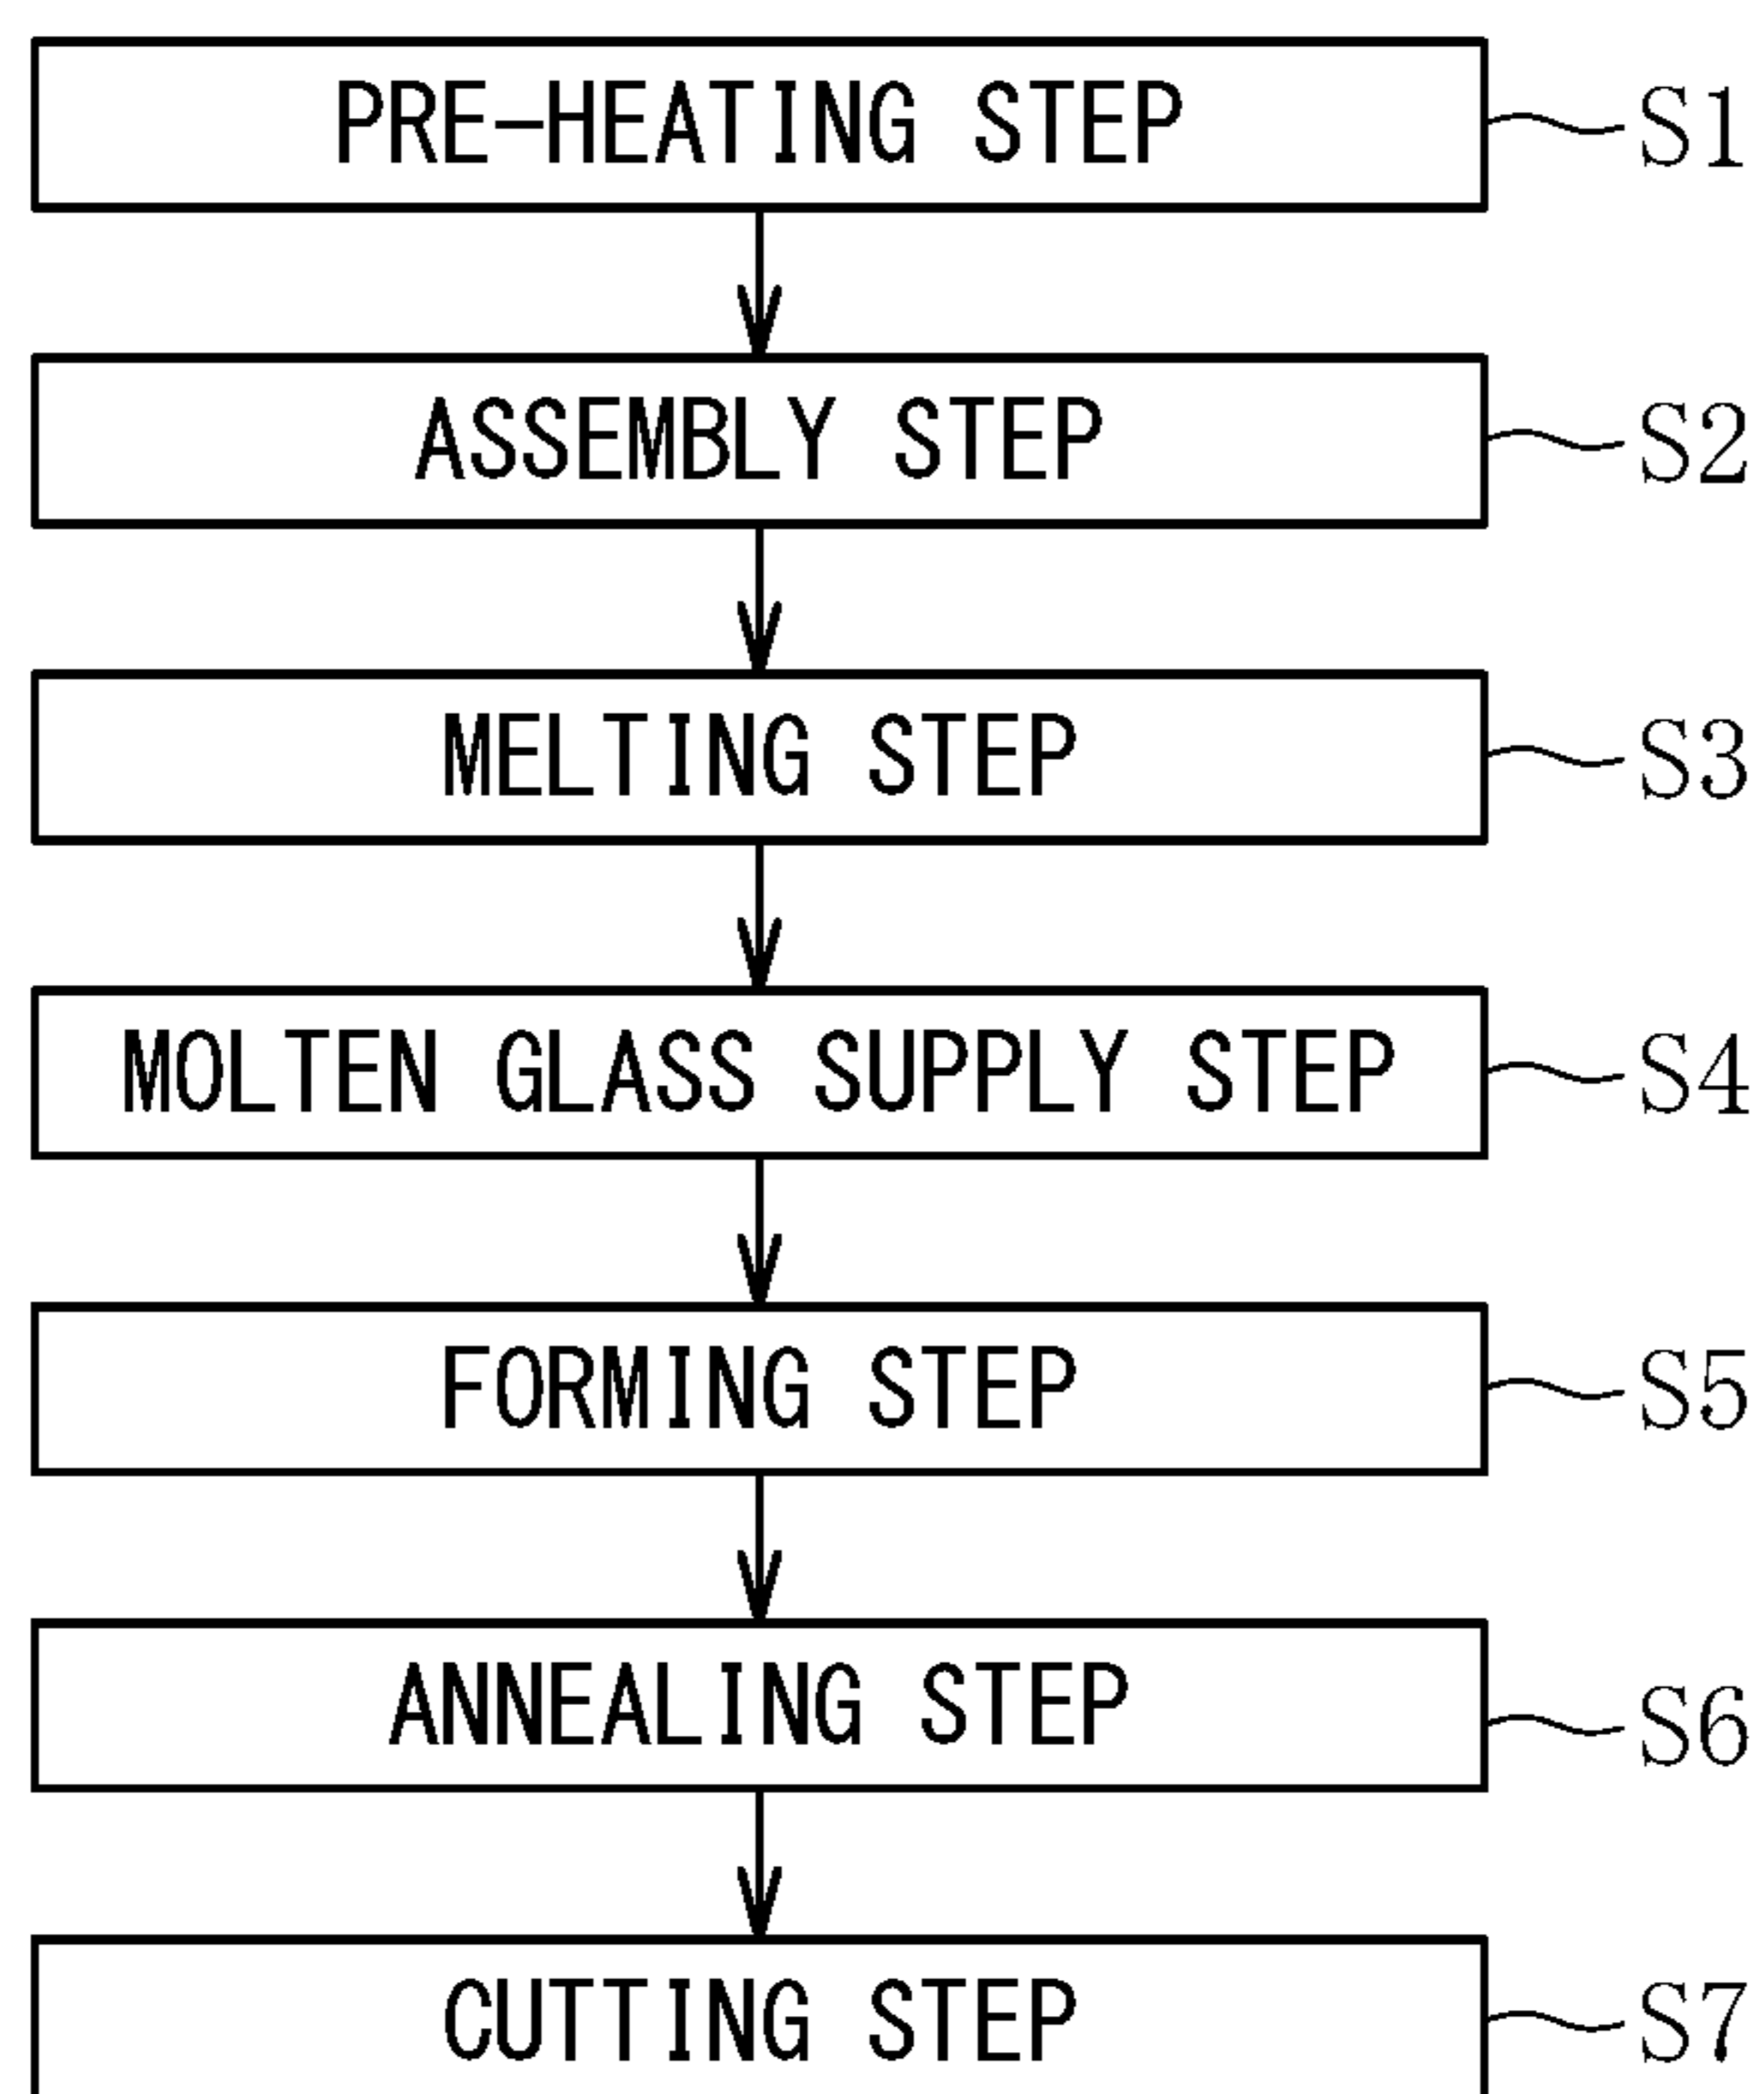 PRE-HEATING STEP S1
ASSEMBLY STEP S2
MELTING STEP S3
MOLTEN GLASS SUPPLY STEP S4
FORMING STEP S5
ANNEALING STEP S6
CUTTING STEP S7